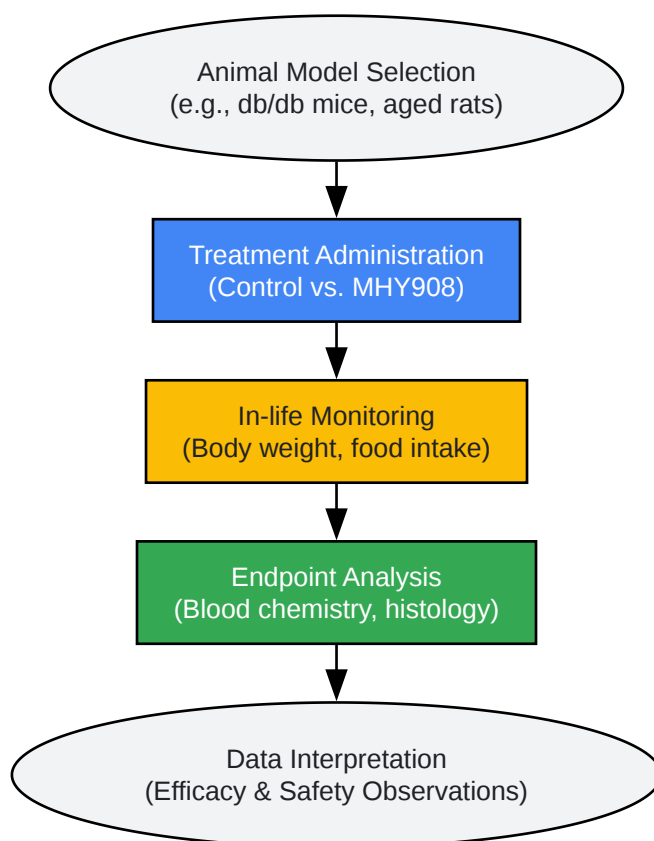 Animal Model Selection
(e.g., db/db mice, aged rats)
Treatment Administration
(Control vs. MHY908)
In-life Monitoring
(Body weight, food intake)
Endpoint Analysis
(Blood chemistry, histology)
Data Interpretation
(Efficacy & Safety Observations)